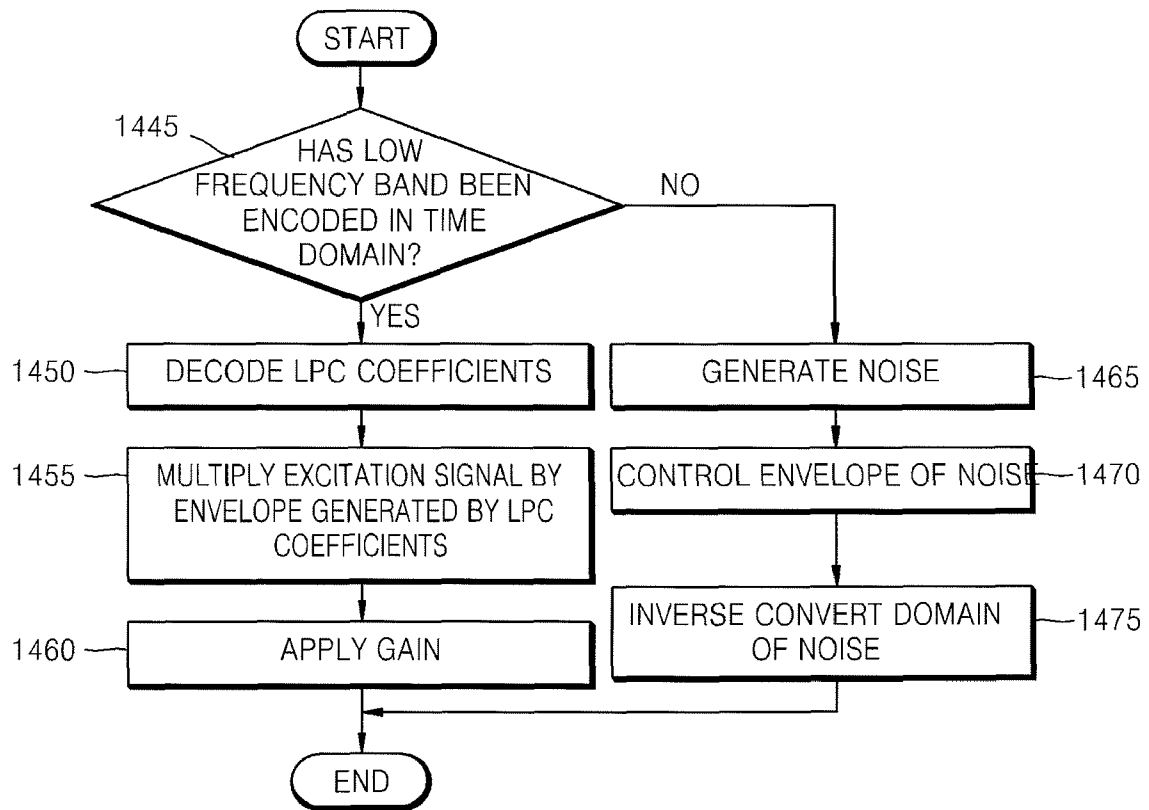 START
1445
HAS LOW
FREQUENCY BAND BEEN
ENCODED IN TIME
DOMAIN?
NO
YES
1450
DECODE LPC COEFFICIENTS
GENERATE NOISE
1465
1455
MULTIPLY EXCITATION SIGNAL BY
ENVELOPE GENERATED BY LPC
COEFFICIENTS
CONTROL ENVELOPE OF NOISE
1470
1460
APPLY GAIN
INVERSE CONVERT DOMAIN
OF NOISE
1475
END